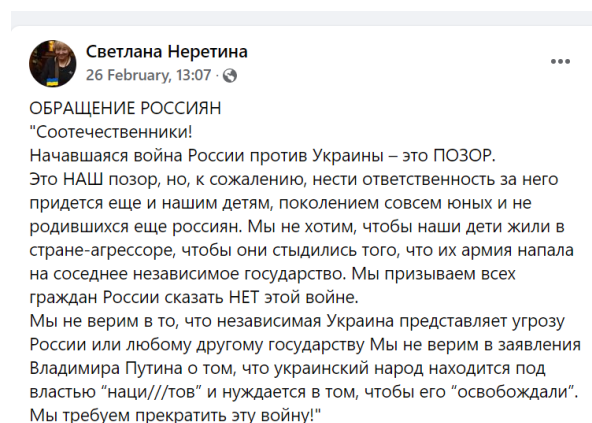 Светлана Неретина
26 February, 13:07 ·
ОБРАЩЕНИЕ РОССИЯН
"Соотечественники!
Начавшаяся война России против Украины – это ПОЗОР.
Это НАШ позор, но, к сожалению, нести ответственность за него
придется еще и нашим детям, поколением совсем юных и не
родившихся еще россиян. Мы не хотим, чтобы наши дети жили в
стране-агрессоре, чтобы они стыдились того, что их армия напала
на соседнее независимое государство. Мы призываем всех
граждан России сказать НЕТ этой войне.
Мы не верим в то, что независимая Украина представляет угрозу
России или любому другому государству Мы не верим в заявления
Владимира Путина о том, что украинский народ находится под
властью “наци///тов” и нуждается в том, чтобы его “освобождали”.
Мы требуем прекратить эту войну!"